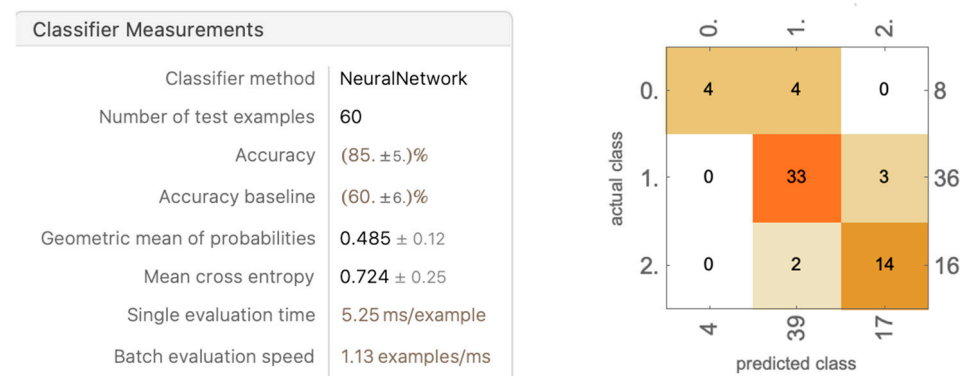 Classifier Measurements
Classifier method NeuralNetwork
Number of test examples 60
Accuracy (85. ±5.)%
Accuracy baseline (60. ±6.)%
Geometric mean of probabilities 0.485 ± 0.12
Mean cross entropy 0.724 ± 0.25
Single evaluation time 5.25 ms/example
Batch evaluation speed 1.13 examples/ms
0. 1. 2.
actual class
0. 4 4 0 8
1. 0 33 3 36
2. 0 2 14 16
4 39 17
predicted class